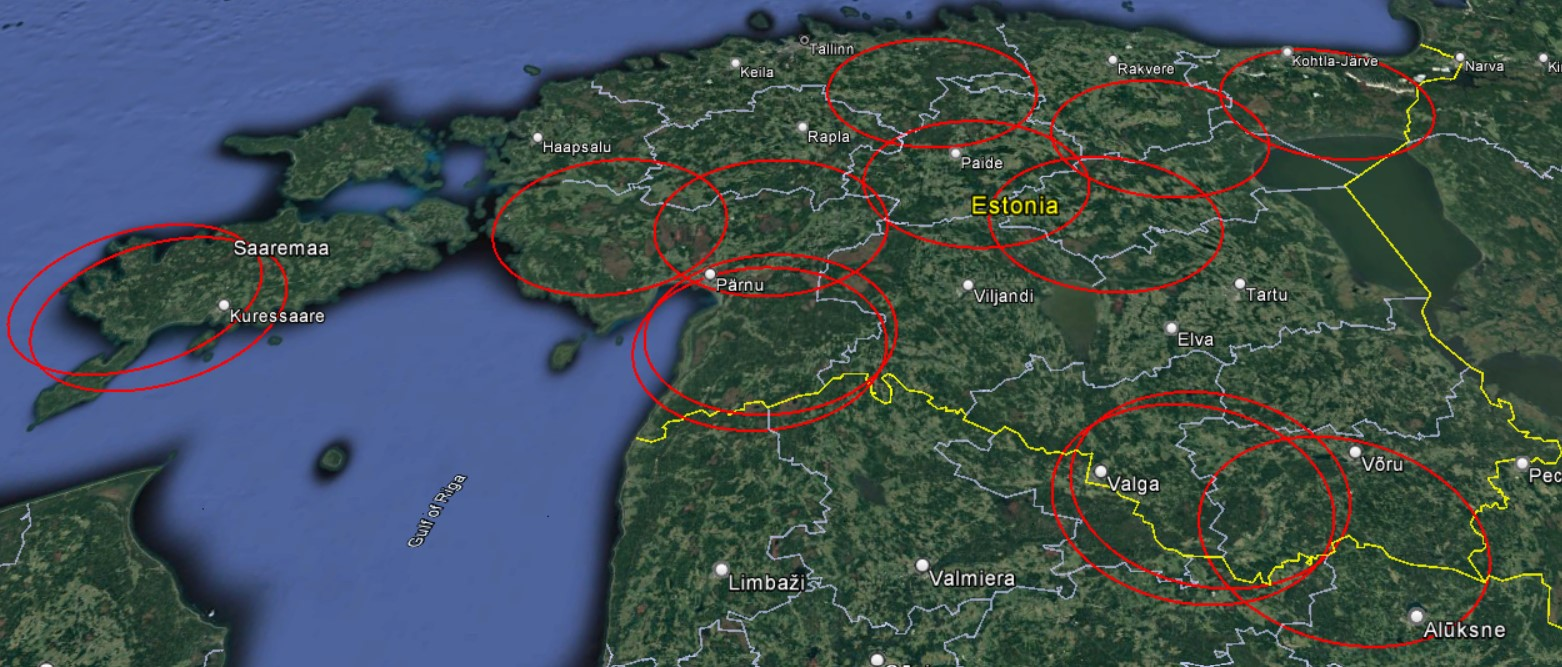 Tallinn
Keila
Rakvere
Kohtla-Järve
Narva
Haapsalu
Rapla
Paide
Estonia
Saaremaa
Kuressaare
Pärnu
Viljandi
Tartu
Elva
Valga
Võru
Gulf of Riga
Limbaži
Valmiera
Alūksne